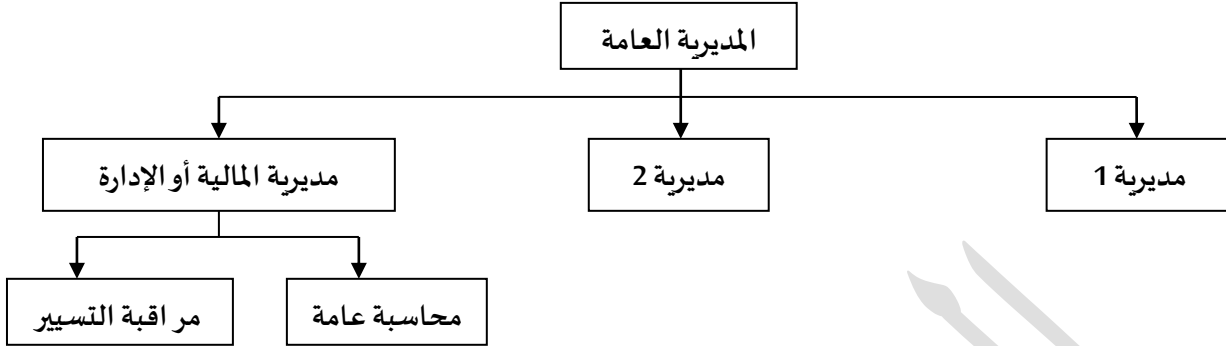 المديرية العامة
مديرية 1
مديرية 2
مديرية المالية أو الإدارة
محاسبة عامة
مراقبة التسيير